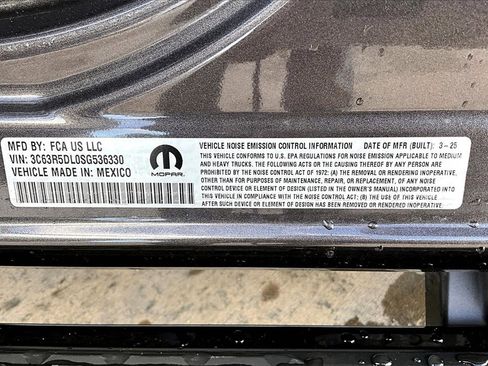 MFD BY: FCA US LLC
VIN: 3C63R5DL0SG536330
VEHICLE MADE IN: MEXICO
MOPAR.
VEHICLE NOISE EMISSION CONTROL INFORMATION DATE OF MFR (BUILT): 3-25
THIS VEHICLE CONFORMS TO U.S. EPA REGULATIONS FOR NOISE EMISSION APPLICABLE TO MEDIUM
AND HEAVY TRUCKS. THE FOLLOWING ACTS OR THE CAUSING THEREOF BY ANY PERSON ARE
PROHIBITED BY THE NOISE CONTROL ACT OF 1972: (A) THE REMOVAL OR RENDERING INOPERATIVE,
OTHER THAN FOR PURPOSES OF MAINTENANCE, REPAIR, OR REPLACEMENT, OF ANY NOISE
CONTROL DEVICE OR ELEMENT OF DESIGN (LISTED IN THE OWNER'S MANUAL) INCORPORATED INTO
THIS VEHICLE IN COMPLIANCE WITH THE NOISE CONTROL ACT; (B) THE USE OF THIS VEHICLE
AFTER SUCH DEVICE OR ELEMENT OF DESIGN HAS BEEN REMOVED OR RENDERED INOPERATIVE.